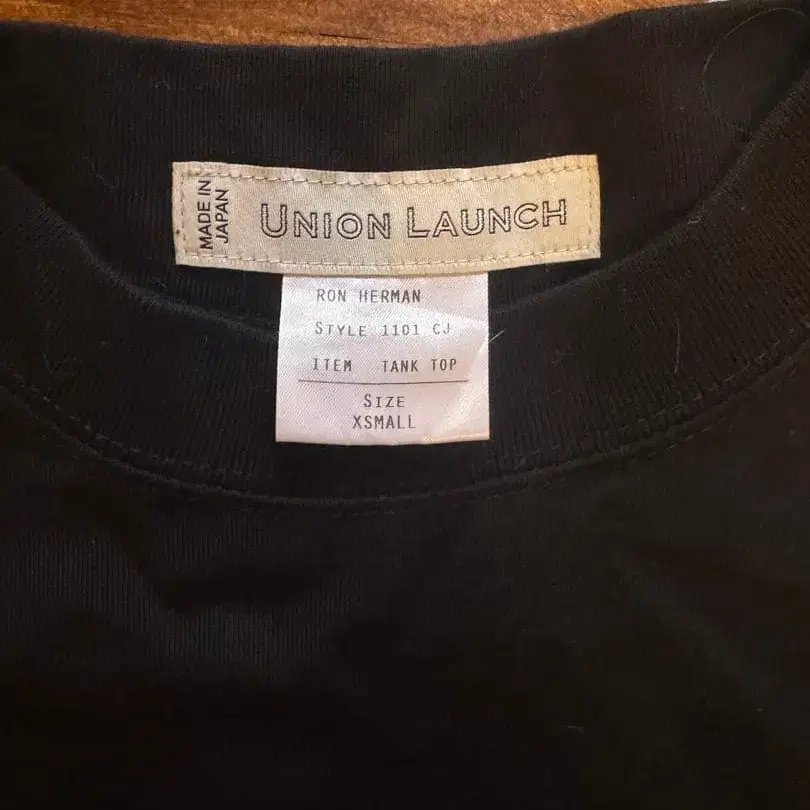 MADE IN
JAPAN
UNION LAUNCH
RON HERMAN
STYLE 1101 CJ
ITEM TANK TOP
SIZE
XSMALL